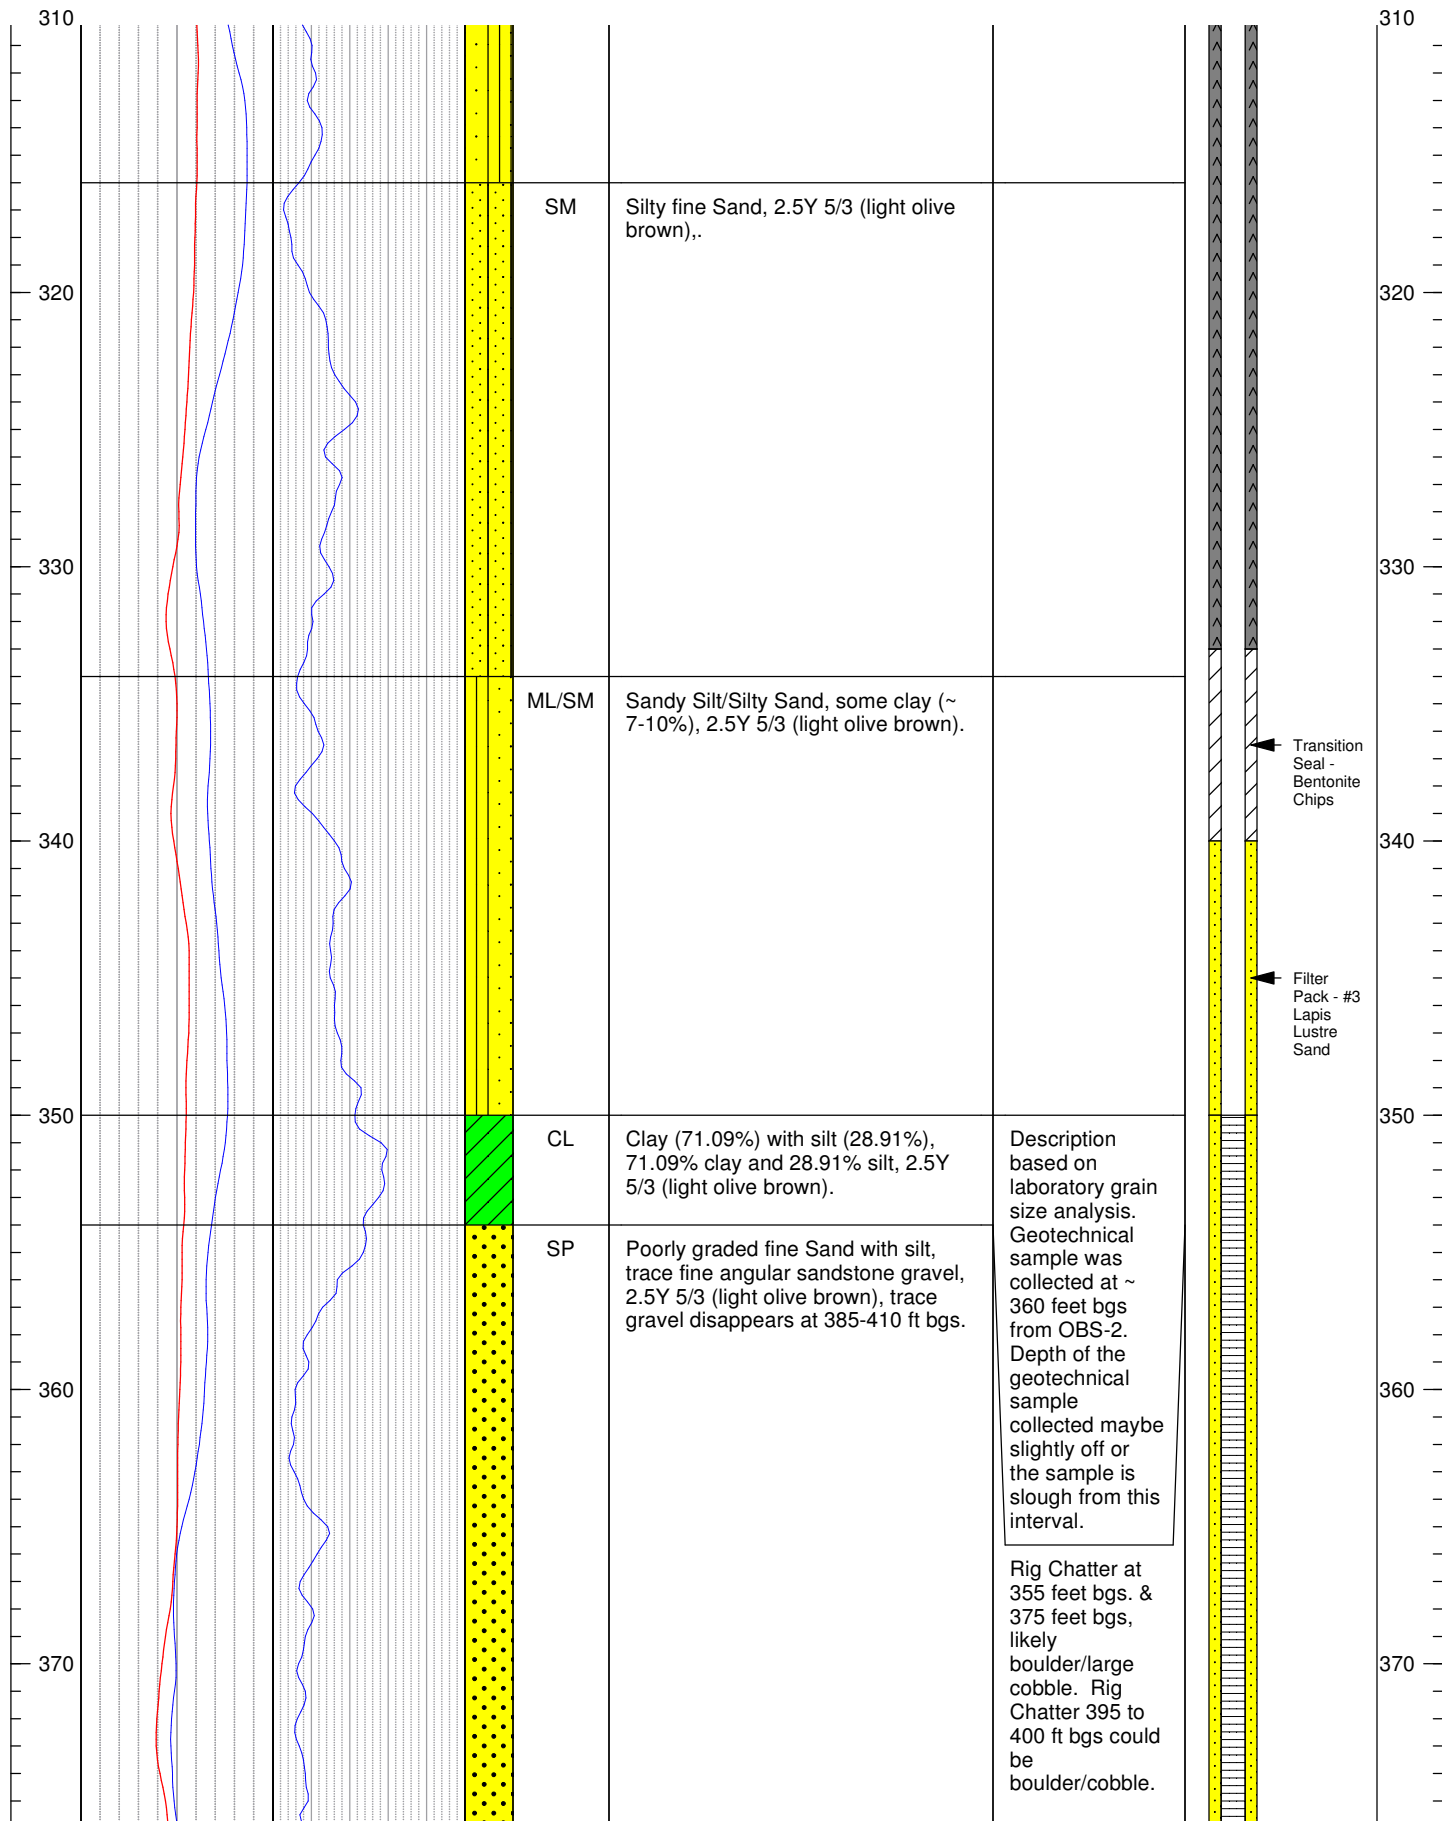 310
310
SM
Silty fine Sand, 2.5Y 5/3 (light olive
brown),.
320
320
330
330
ML/SM
Sandy Silt/Silty Sand, some clay (~
7-10%), 2.5Y 5/3 (light olive brown).
Transition
Seal -
Bentonite
Chips
340
340
Filter
Pack - #3
Lapis
Lustre
Sand
350
350
CL
Clay (71.09%) with silt (28.91%),
71.09% clay and 28.91% silt, 2.5Y
5/3 (light olive brown).
Description
based on
laboratory grain
size analysis.
Geotechnical
sample was
collected at ~
360 feet bgs
from OBS-2.
Depth of the
geotechnical
sample
collected maybe
slightly off or
the sample is
slough from this
interval.
SP
Poorly graded fine Sand with silt,
trace fine angular sandstone gravel,
2.5Y 5/3 (light olive brown), trace
gravel disappears at 385-410 ft bgs.
360
360
Rig Chatter at
355 feet bgs. &
375 feet bgs,
likely
boulder/large
cobble.  Rig
Chatter 395 to
400 ft bgs could
be
boulder/cobble.
370
370